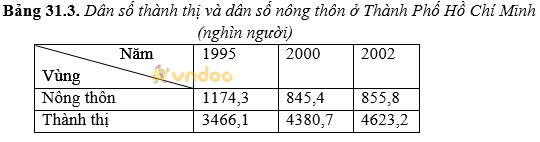 Bảng 31.3. Dân số thành thị và dân số nông thôn ở Thành Phố Hồ Chí Minh
(nghìn người)
Năm 1995 2000 2002
Vùng
vndoc
Nông thôn 1174,3 845,4 855,8
Thành thị 3466,1 4380,7 4623,2